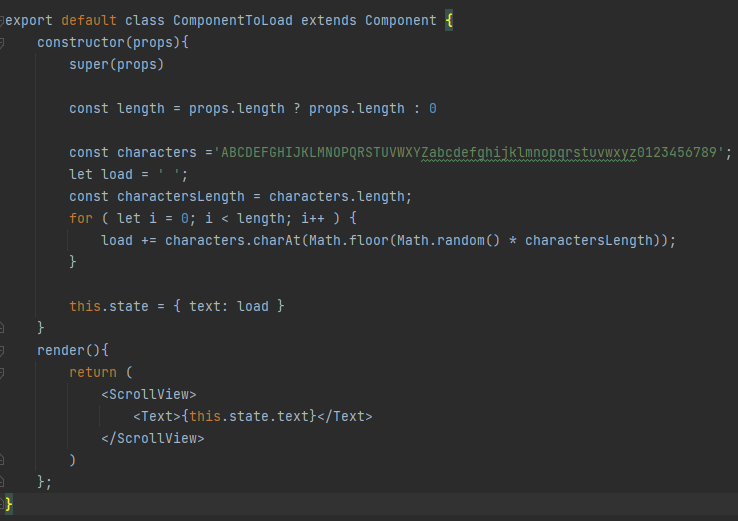 export default class ComponentToLoad extends Component {
constructor(props){
super(props)
const length = props.length ? props.length : 0
const characters ='ABCDEFGHIJKLMNOPQRSTUVWXYZabcdefghijklmnopqrstuvwxyz0123456789';
let load = ' ';
const charactersLength = characters.length;
for ( let i = 0; i < length; i++ ) {
load += characters.charAt(Math.floor(Math.random() * charactersLength));
}
this.state = { text: load }
}
render(){
return (
<ScrollView>
<Text>{this.state.text}</Text>
</ScrollView>
)
};
}